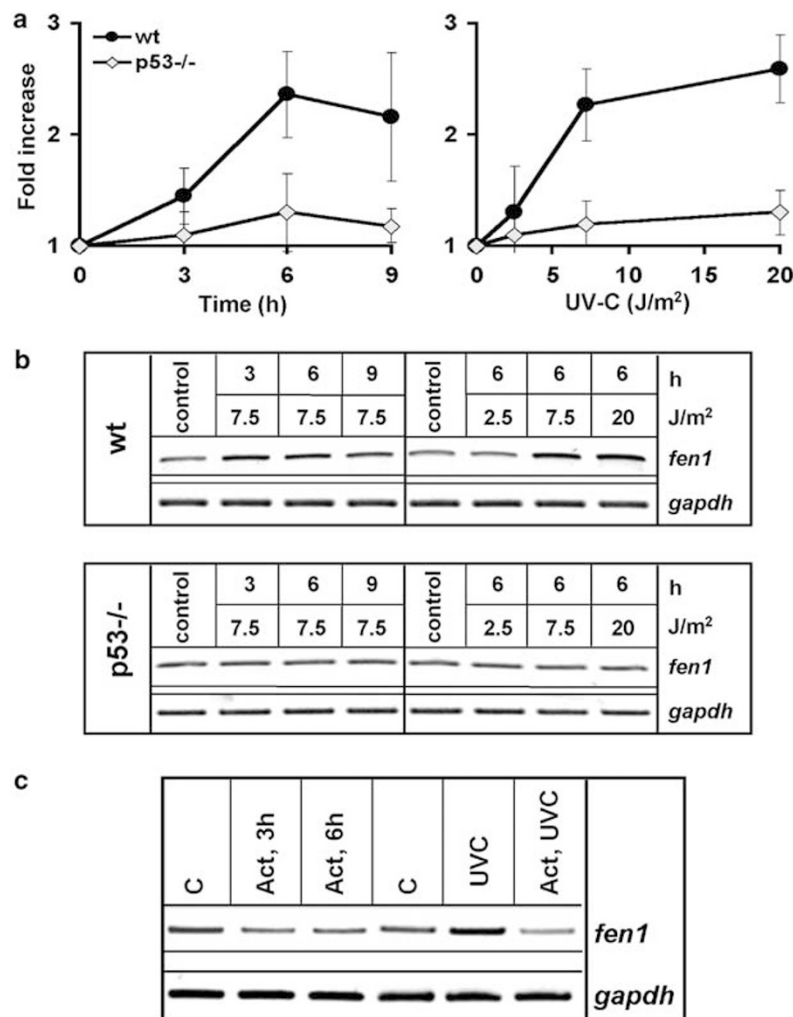 a
3
2
1
Fold increase
wt
p53-/-
0
3
6
9
Time (h)
3
2
1
0
5
10
15
20
UV-C (J/m²)
b
wt
control 3 6 9 control 6 6 6 h
7.5 7.5 7.5 2.5 7.5 20 J/m²
fen1
gapdh
p53-/-
control 3 6 9 control 6 6 6 h
7.5 7.5 7.5 2.5 7.5 20 J/m²
fen1
gapdh
c
C Act, 3h Act, 6h C UVC Act, UVC
fen1
gapdh